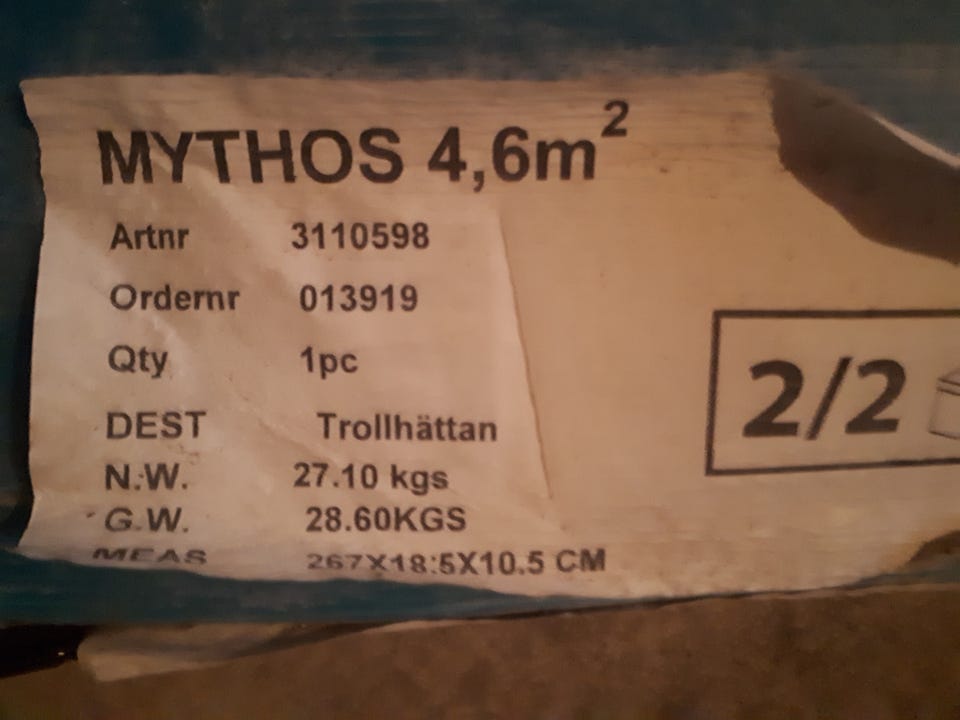 MYTHOS 4,6m²
Artnr 3110598
Ordernr 013919
Qty 1pc
2/2
DEST Trollhättan
N.W. 27.10 kgs
G.W. 28.60KGS
MEAS 267X18.5X10.5 CM